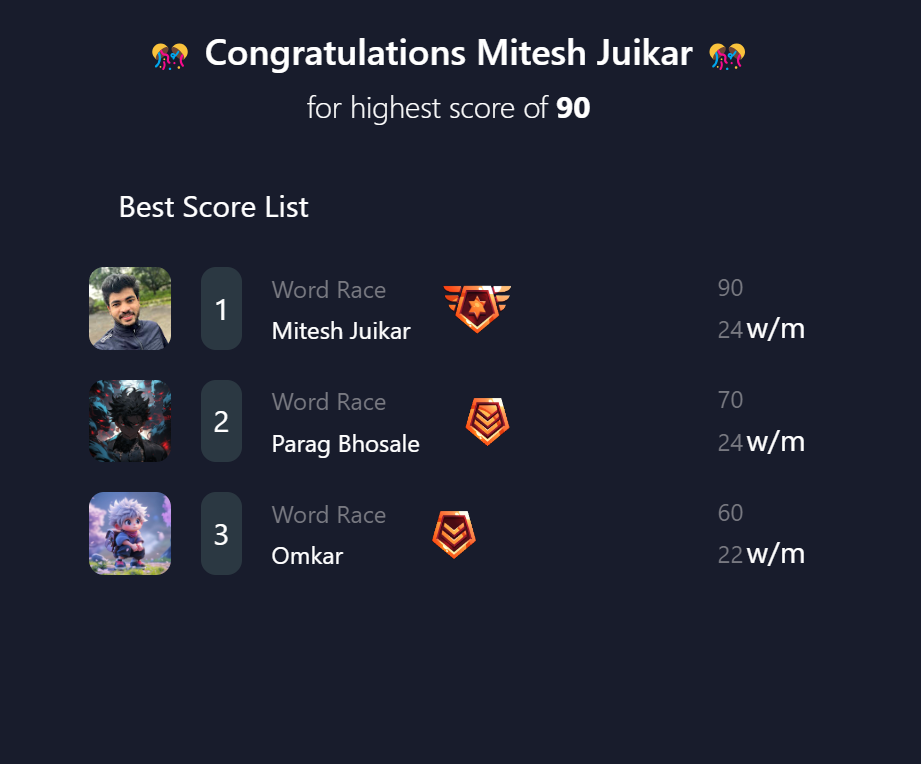 Congratulations Mitesh Juikar
for highest score of 90
Best Score List
1 Word Race 90
Mitesh Juikar 24 w/m
2 Word Race 70
Parag Bhosale 24 w/m
3 Word Race 60
Omkar 22 w/m